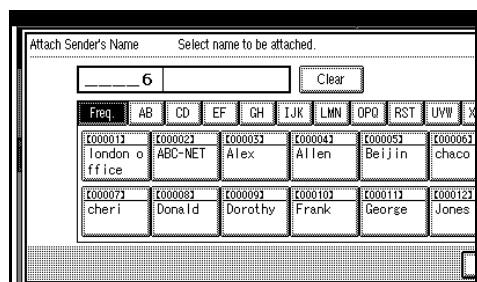 Attach Sender's Name Select name to be attached.
____6 Clear
Freq. AB CD EF GH IJK LMN OPQ RST UVW X
[00001] [00002] [00003] [00004] [00005] [00006]
london o ABC-NET Alex Allen Beijin chaco
ffice
[00007] [00008] [00009] [00010] [00011] [00012]
cheri Donald Dorothy Frank George Jones